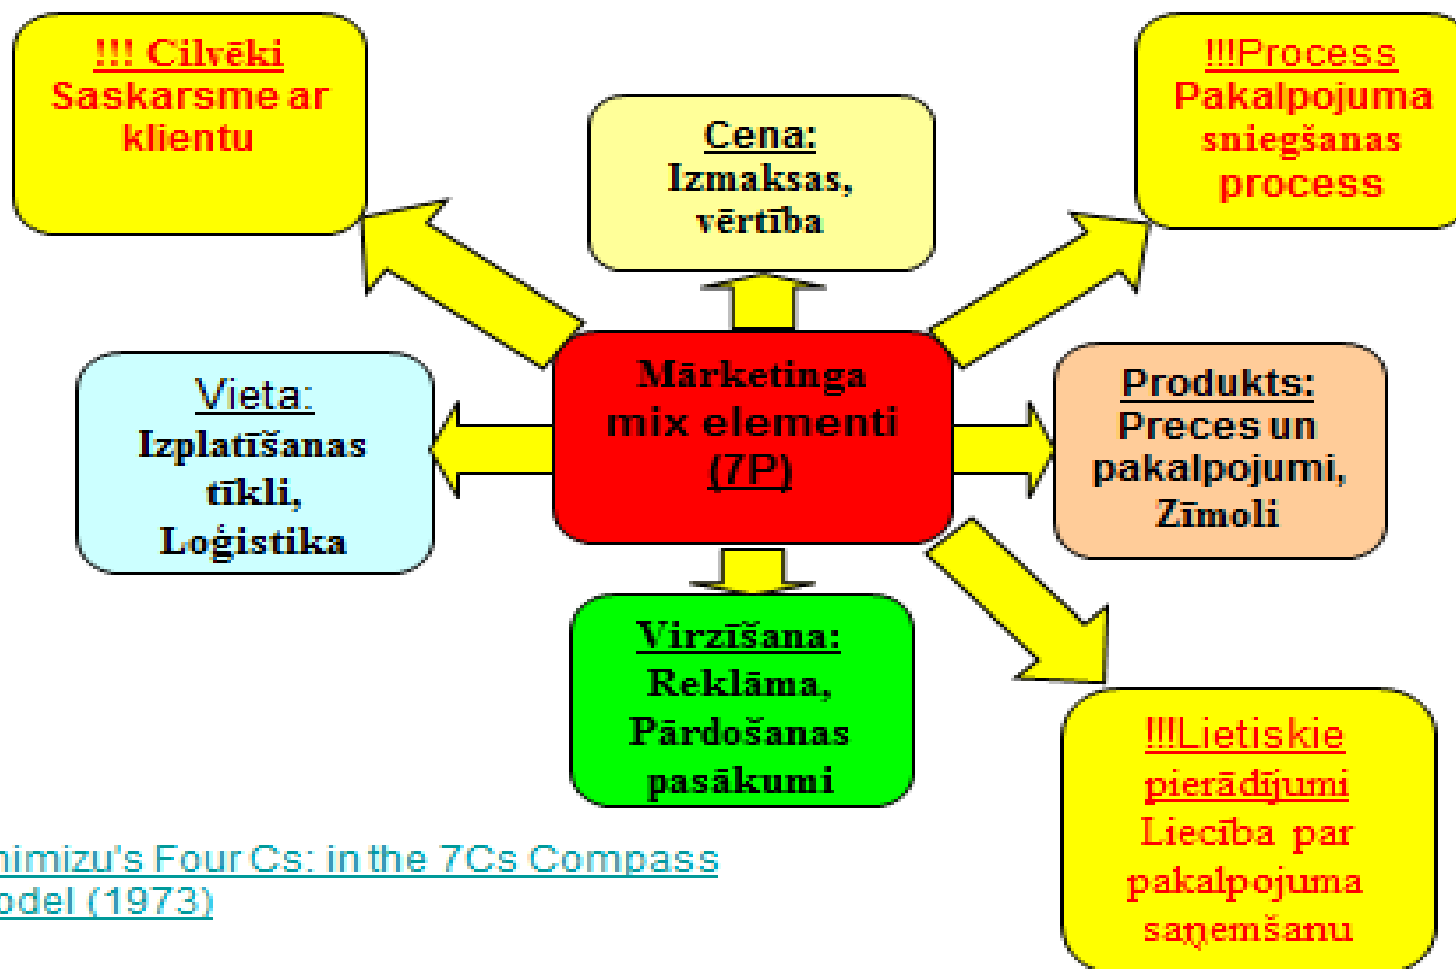 !!! Cilvēki
Saskarsme ar
klientu
Cena:
Izmaksas,
vērtība
!!!Process
Pakalpojuma
sniegšanas
process
Vieta:
Izplatīšanas
tīkli,
Loģistika
Mārketinga
mix elementi
(7P)
Produkts:
Preces un
pakalpojumi,
Zīmoli
Virzīšana:
Reklāma,
Pārdošanas
pasākumi
!!!Lietiskie
pierādījumi
Liecība par
pakalpojuma
saņemšanu
himizu's Four Cs: in the 7Cs Compass
odel (1973)